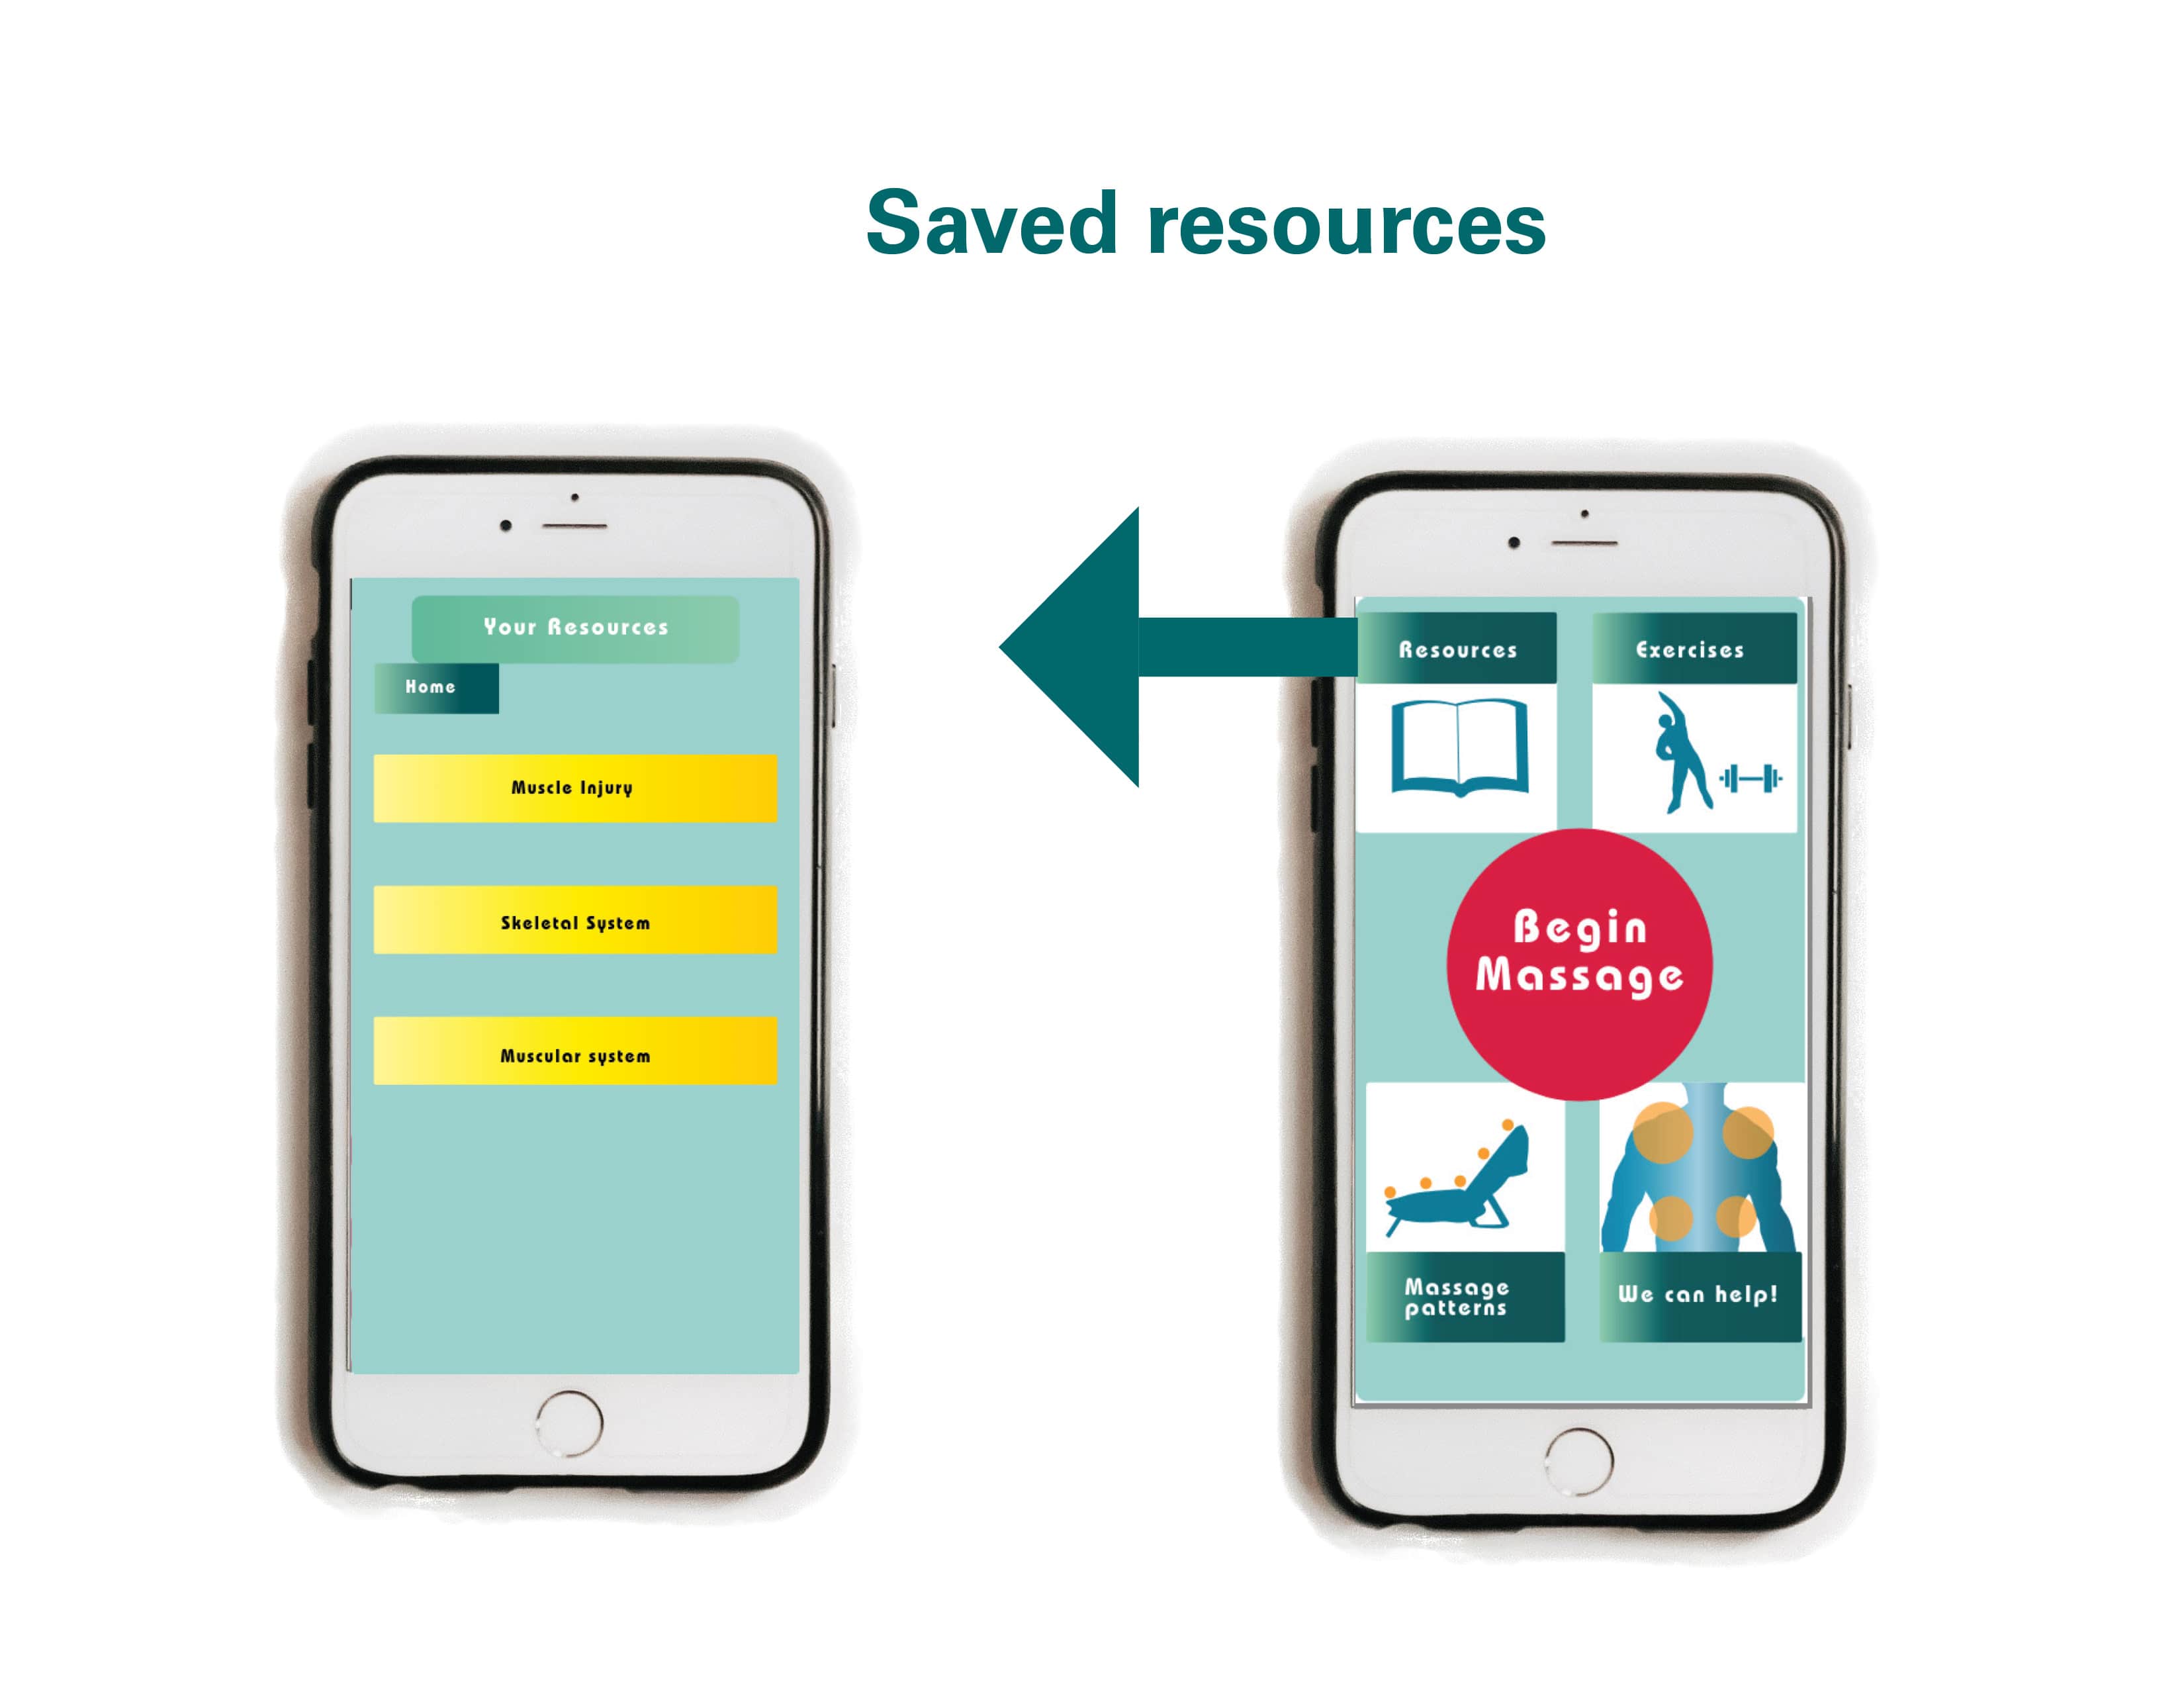 Saved resources
Your Resources
Home
Muscle Injury
Skeletal System
Muscular system
Resources
Exercises
Begin
Massage
Massage
patterns
We can help!